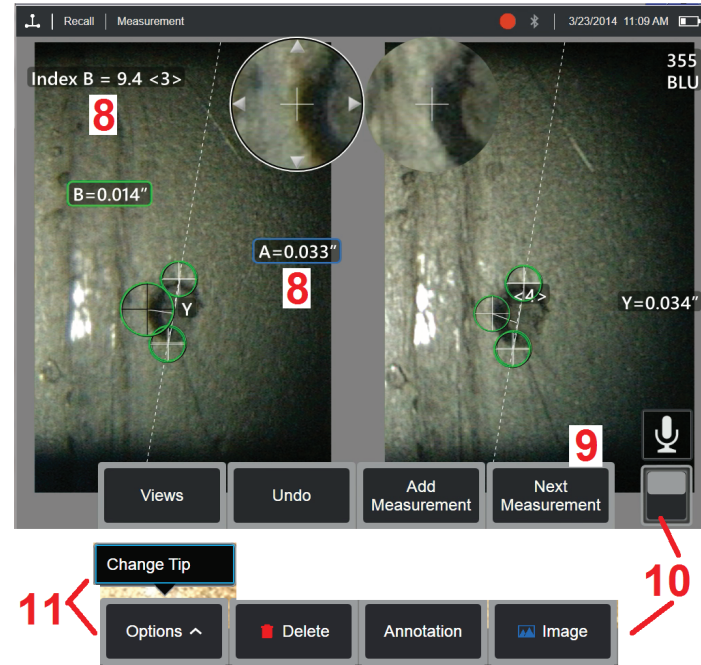 Recall Measurement 3/23/2014 11:09 AM
Index B = 9.4 <3>
355
BLU
8
B=0.014"
A=0.033"
8
Y
<4>
Y=0.034"
9
Views
Undo
Add
Measurement
Next
Measurement
10
Change Tip
11
Options
Delete
Annotation
Image